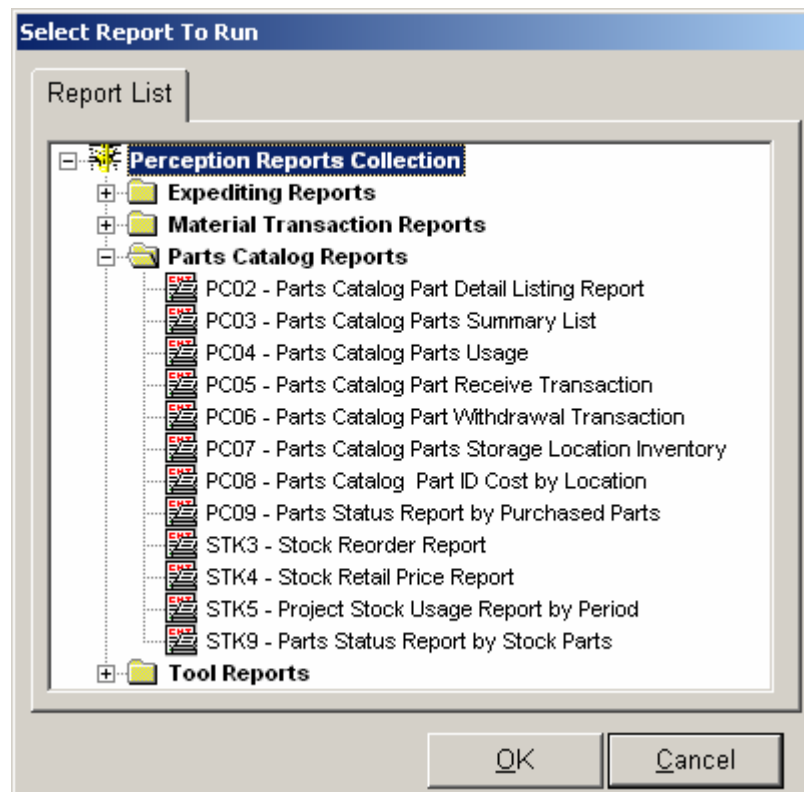 Select Report To Run
Report List
Perception Reports Collection
Expediting Reports
Material Transaction Reports
Parts Catalog Reports
PC02 - Parts Catalog Part Detail Listing Report
PC03 - Parts Catalog Parts Summary List
PC04 - Parts Catalog Parts Usage
PC05 - Parts Catalog Part Receive Transaction
PC06 - Parts Catalog Part Withdrawal Transaction
PC07 - Parts Catalog Parts Storage Location Inventory
PC08 - Parts Catalog  Part ID Cost by Location
PC09 - Parts Status Report by Purchased Parts
STK3 - Stock Reorder Report
STK4 - Stock Retail Price Report
STK5 - Project Stock Usage Report by Period
STK9 - Parts Status Report by Stock Parts
Tool Reports
OK Cancel